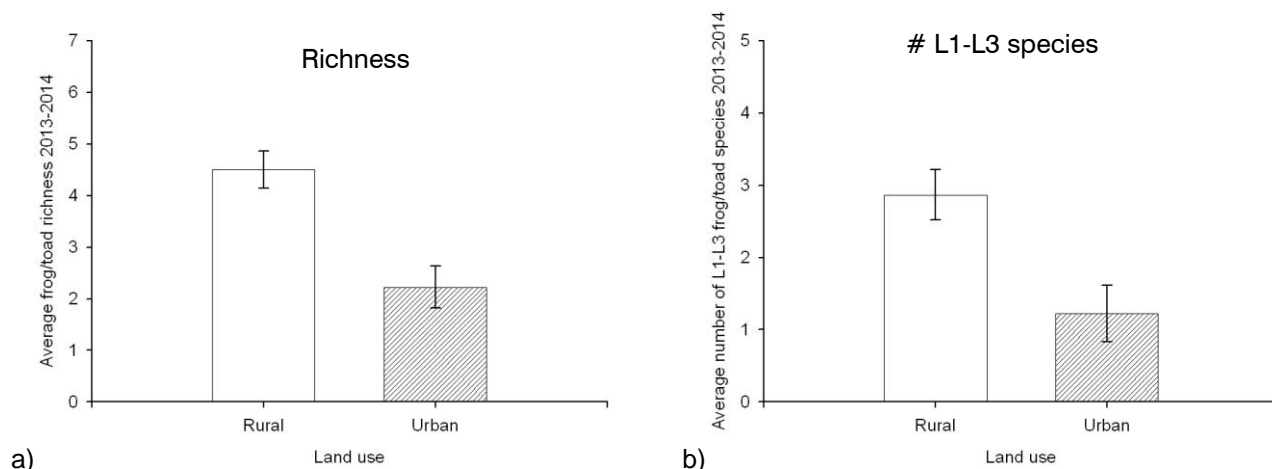 Richness
Average frog/toad richness 2013-2014
7
6
5
4
3
2
1
0
Rural
Urban
Land use
a)
# L1-L3 species
Average number of L1-L3 frog/toad species 2013-2014
5
4
3
2
1
0
Rural
Urban
Land use
b)